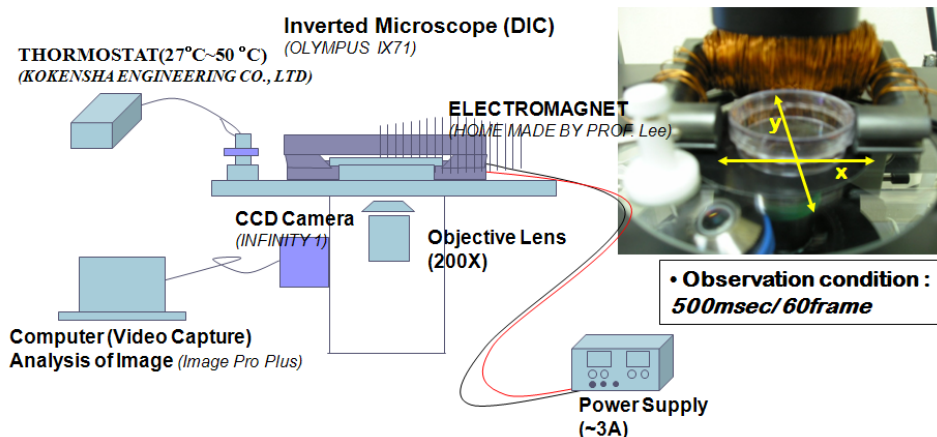 Inverted Microscope (DIC)
(OLYMPUS IX71)
THORMOSTAT(27°C~50 °C)
(KOKENSHA ENGINEERING CO., LTD)
ELECTROMAGNET
(HOME MADE BY PROF. Lee)
y
x
CCD Camera
(INFINITY 1)
Objective Lens
(200X)
• Observation condition :
500msec/ 60frame
Computer (Video Capture)
Analysis of Image (Image Pro Plus)
Power Supply
(~3A)